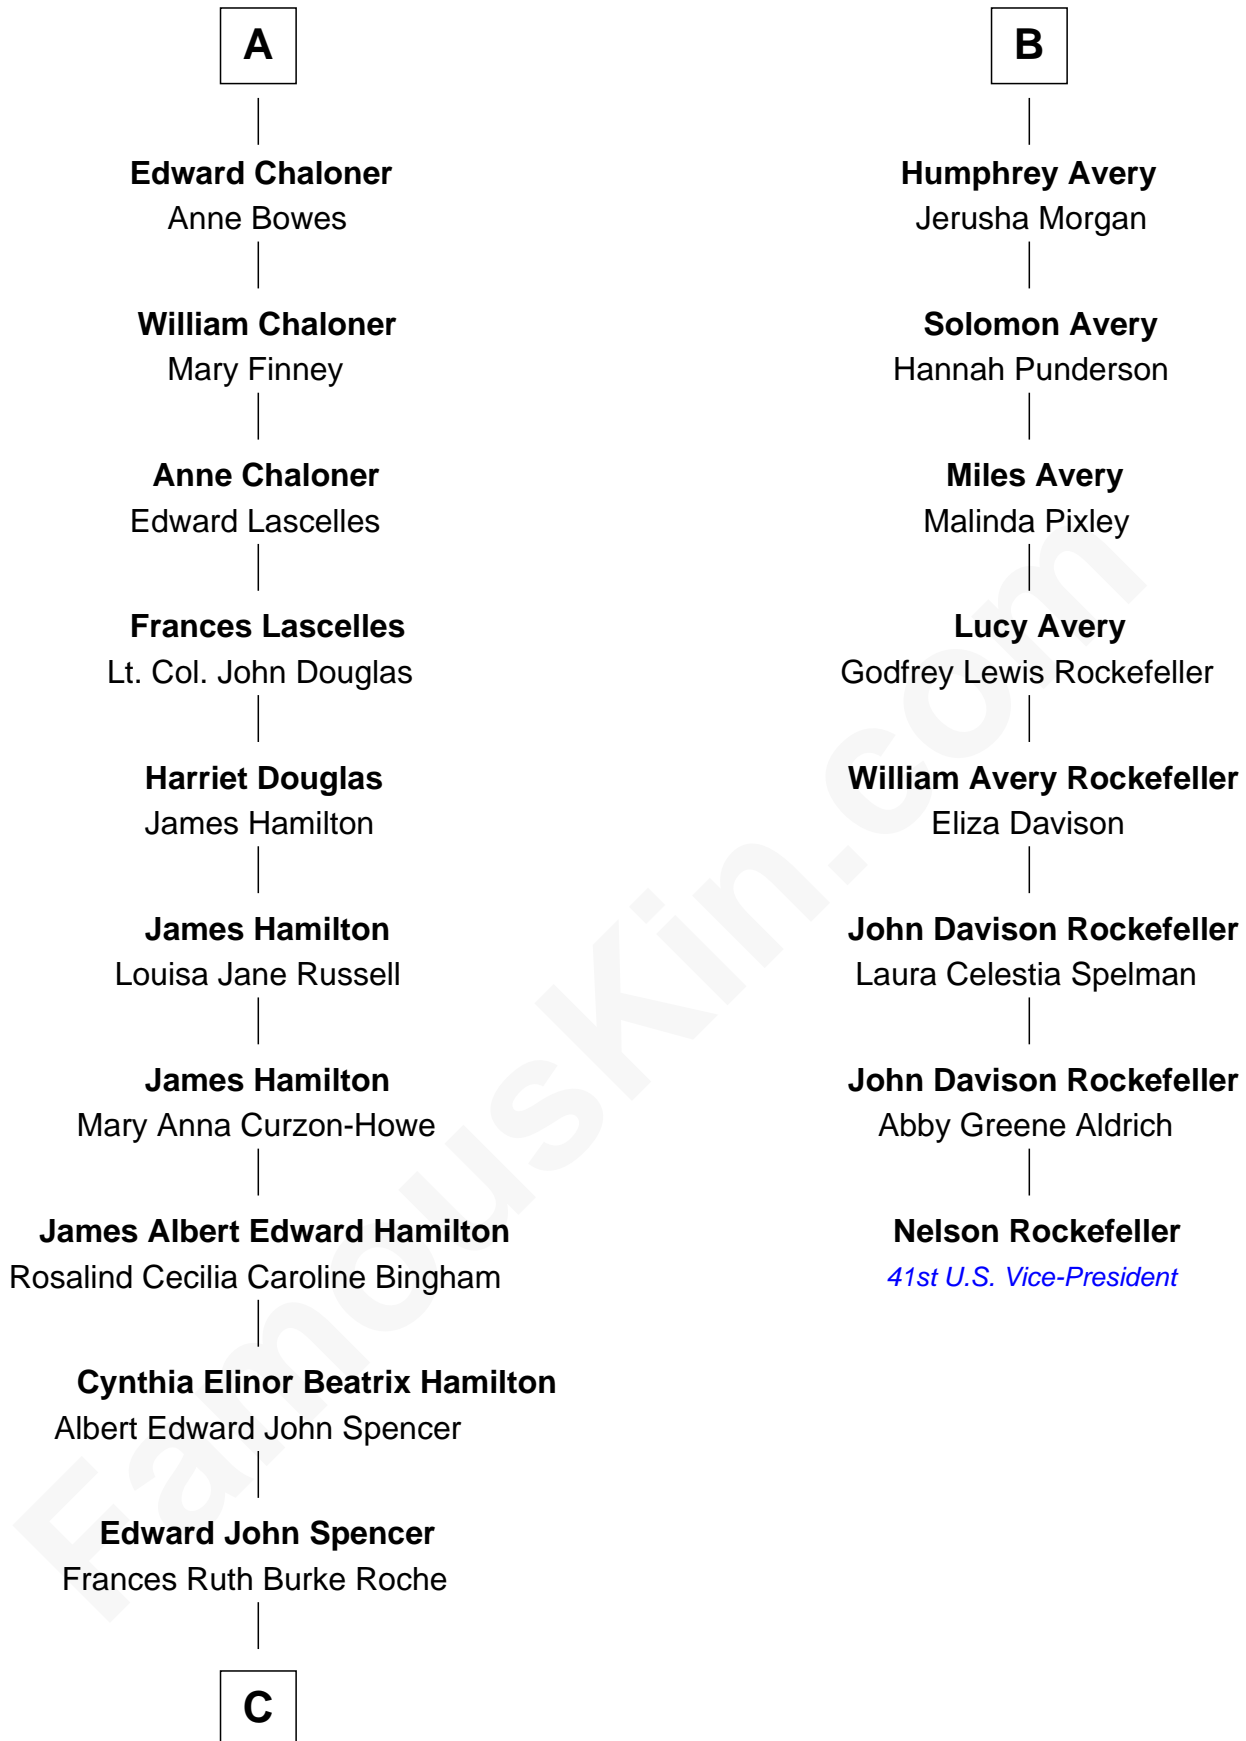 A
Edward Chaloner
Anne Bowes
William Chaloner
Mary Finney
Anne Chaloner
Edward Lascelles
Frances Lascelles
Lt. Col. John Douglas
Harriet Douglas
James Hamilton
James Hamilton
Louisa Jane Russell
James Hamilton
Mary Anna Curzon-Howe
James Albert Edward Hamilton
Rosalind Cecilia Caroline Bingham
Cynthia Elinor Beatrix Hamilton
Albert Edward John Spencer
Edward John Spencer
Frances Ruth Burke Roche
C
B
Humphrey Avery
Jerusha Morgan
Solomon Avery
Hannah Punderson
Miles Avery
Malinda Pixley
Lucy Avery
Godfrey Lewis Rockefeller
William Avery Rockefeller
Eliza Davison
John Davison Rockefeller
Laura Celestia Spelman
John Davison Rockefeller
Abby Greene Aldrich
Nelson Rockefeller
41st U.S. Vice-President
FamousKin.com